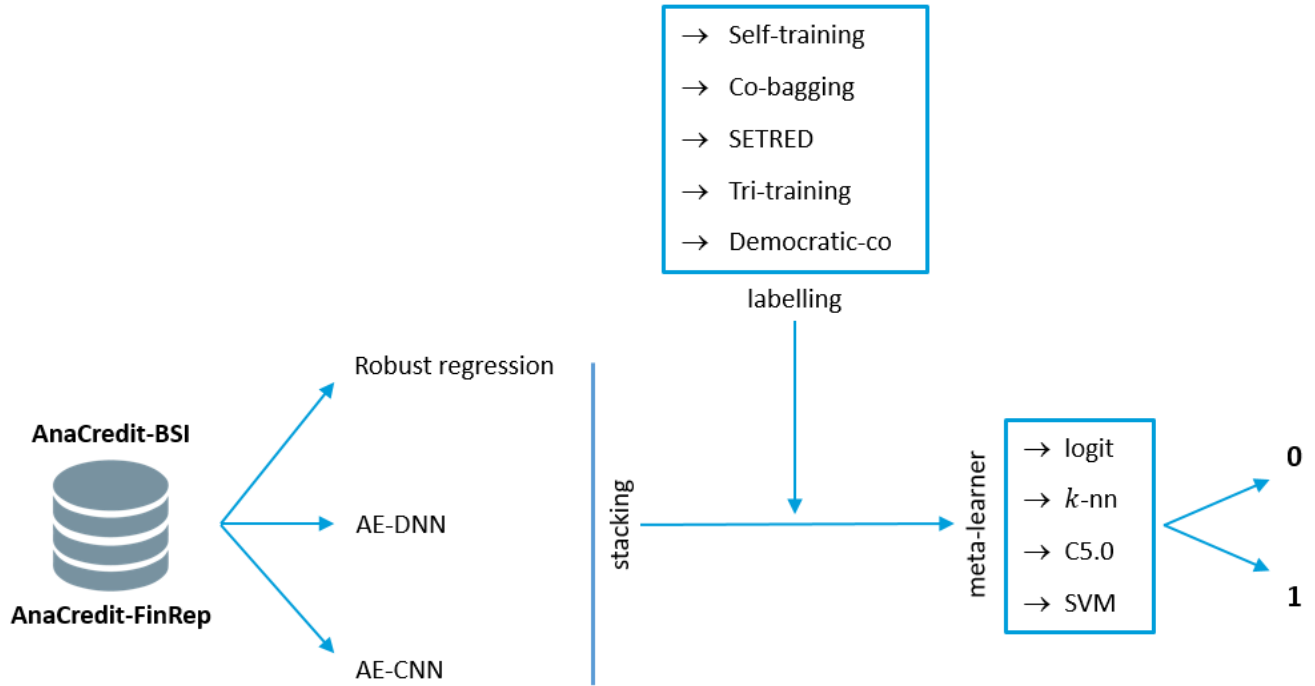 → Self-training
→ Co-bagging
→ SETRED
→ Tri-training
→ Democratic-co
labelling
Robust regression
AE-DNN
AE-CNN
AnaCredit-BSI
AnaCredit-FinRep
stacking
meta-learner
→ logit
→ k-nn
→ C5.0
→ SVM
0
1